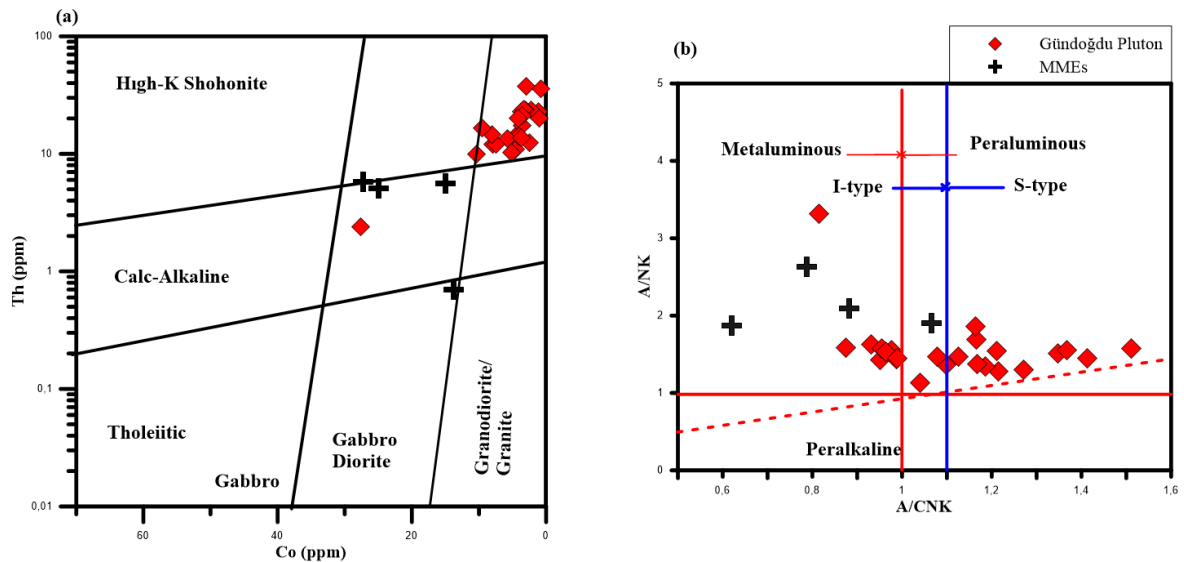 (a)
100
10
1
0,1
0,01
Th (ppm)
Hıgh-K Shohonite
Calc-Alkaline
Tholeiitic
Gabbro
Gabbro
Diorite
Granodiorite/
Granite
60
40
20
0
Co (ppm)
(b)
Gündoğdu Pluton
MMEs
5
4
3
2
1
0
A/NK
Metaluminous
Peraluminous
I-type
S-type
Peralkaline
0,6
0,8
1
1,2
1,4
1,6
A/CNK